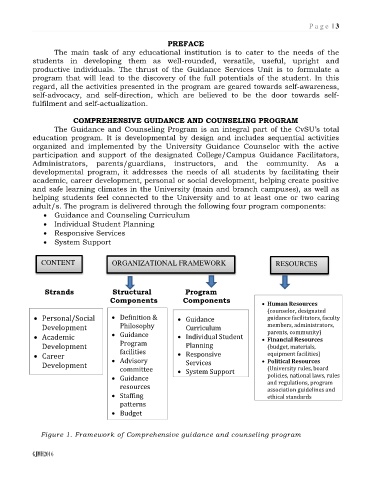 P a g e | 3
PREFACE
The main task of any educational institution is to cater to the needs of the
students in developing them as well-rounded, versatile, useful, upright and
productive individuals. The thrust of the Guidance Services Unit is to formulate a
program that will lead to the discovery of the full potentials of the student. In this
regard, all the activities presented in the program are geared towards self-awareness,
self-advocacy, and self-direction, which are believed to be the door towards self-
fulfilment and self-actualization.
COMPREHENSIVE GUIDANCE AND COUNSELING PROGRAM
The Guidance and Counseling Program is an integral part of the CvSU's total
education program. It is developmental by design and includes sequential activities
organized and implemented by the University Guidance Counselor with the active
participation and support of the designated College/Campus Guidance Facilitators,
Administrators, parents/guardians, instructors, and the community. As a
developmental program, it addresses the needs of all students by facilitating their
academic, career development, personal or social development, helping create positive
and safe learning climates in the University (main and branch campuses), as well as
helping students feel connected to the University and to at least one or two caring
adult/s. The program is delivered through the following four program components:
• Guidance and Counseling Curriculum
• Individual Student Planning
• Responsive Services
• System Support
CONTENT
ORGANIZATIONAL FRAMEWORK
RESOURCES
Strands
• Personal/Social
Development
• Academic
Development
• Career
Development
Structural
Components
• Definition &
Philosophy
• Guidance
Program
facilities
• Advisory
committee
• Guidance
resources
• Staffing
patterns
• Budget
Program
Components
• Guidance
Curriculum
• Individual Student
Planning
• Responsive
Services
• System Support
• Human Resources
(counselor, designated
guidance facilitators, faculty
members, administrators,
parents, community)
• Financial Resources
(budget, materials,
equipment facilities)
• Political Resources
(University rules, board
policies, national laws, rules
and regulations, program
association guidelines and
ethical standards
Figure 1. Framework of Comprehensive guidance and counseling program